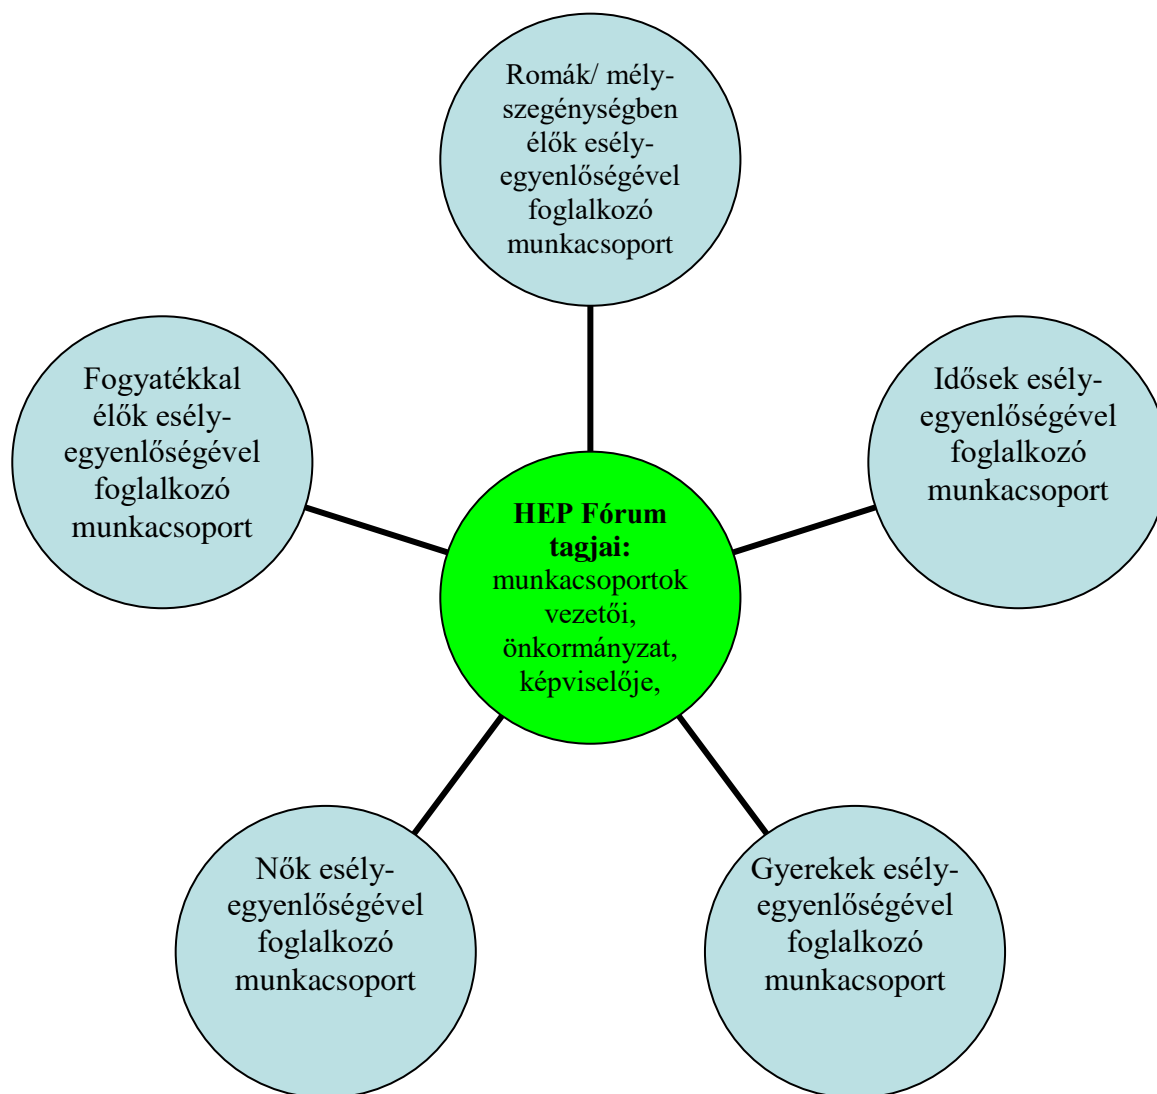 Romák/ mély-
szegénységben
élők esély-
egyenlőségével
foglalkozó
munkacsoport
Fogyatékkal
élők esély-
egyenlőségével
foglalkozó
munkacsoport
Idősek esély-
egyenlőségével
foglalkozó
munkacsoport
HEP Fórum
tagjai:
munkacsoportok
vezetői,
önkormányzat,
képviselője,
Nők esély-
egyenlőségével
foglalkozó
munkacsoport
Gyerekek esély-
egyenlőségével
foglalkozó
munkacsoport